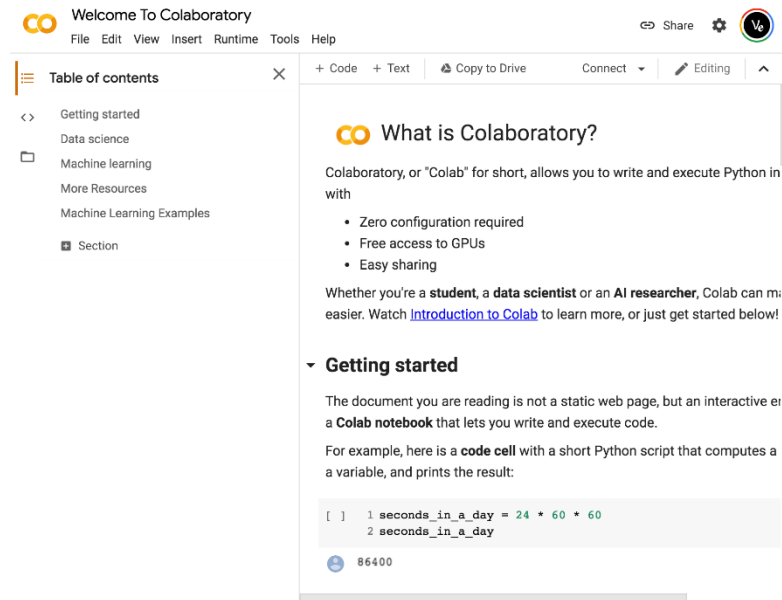 Welcome To Colaboratory
File Edit View Insert Runtime Tools Help
Share
Ve
Table of contents
Getting started
Data science
Machine learning
More Resources
Machine Learning Examples
Section
+ Code + Text Copy to Drive Connect Editing
CO What is Colaboratory?
Colaboratory, or "Colab" for short, allows you to write and execute Python in
with
• Zero configuration required
• Free access to GPUs
• Easy sharing
Whether you're a student, a data scientist or an AI researcher, Colab can ma
easier. Watch Introduction to Colab to learn more, or just get started below!
Getting started
The document you are reading is not a static web page, but an interactive en
a Colab notebook that lets you write and execute code.
For example, here is a code cell with a short Python script that computes a
a variable, and prints the result:
[ ] 1 seconds_in_a_day = 24 * 60 * 60
2 seconds_in_a_day
86400